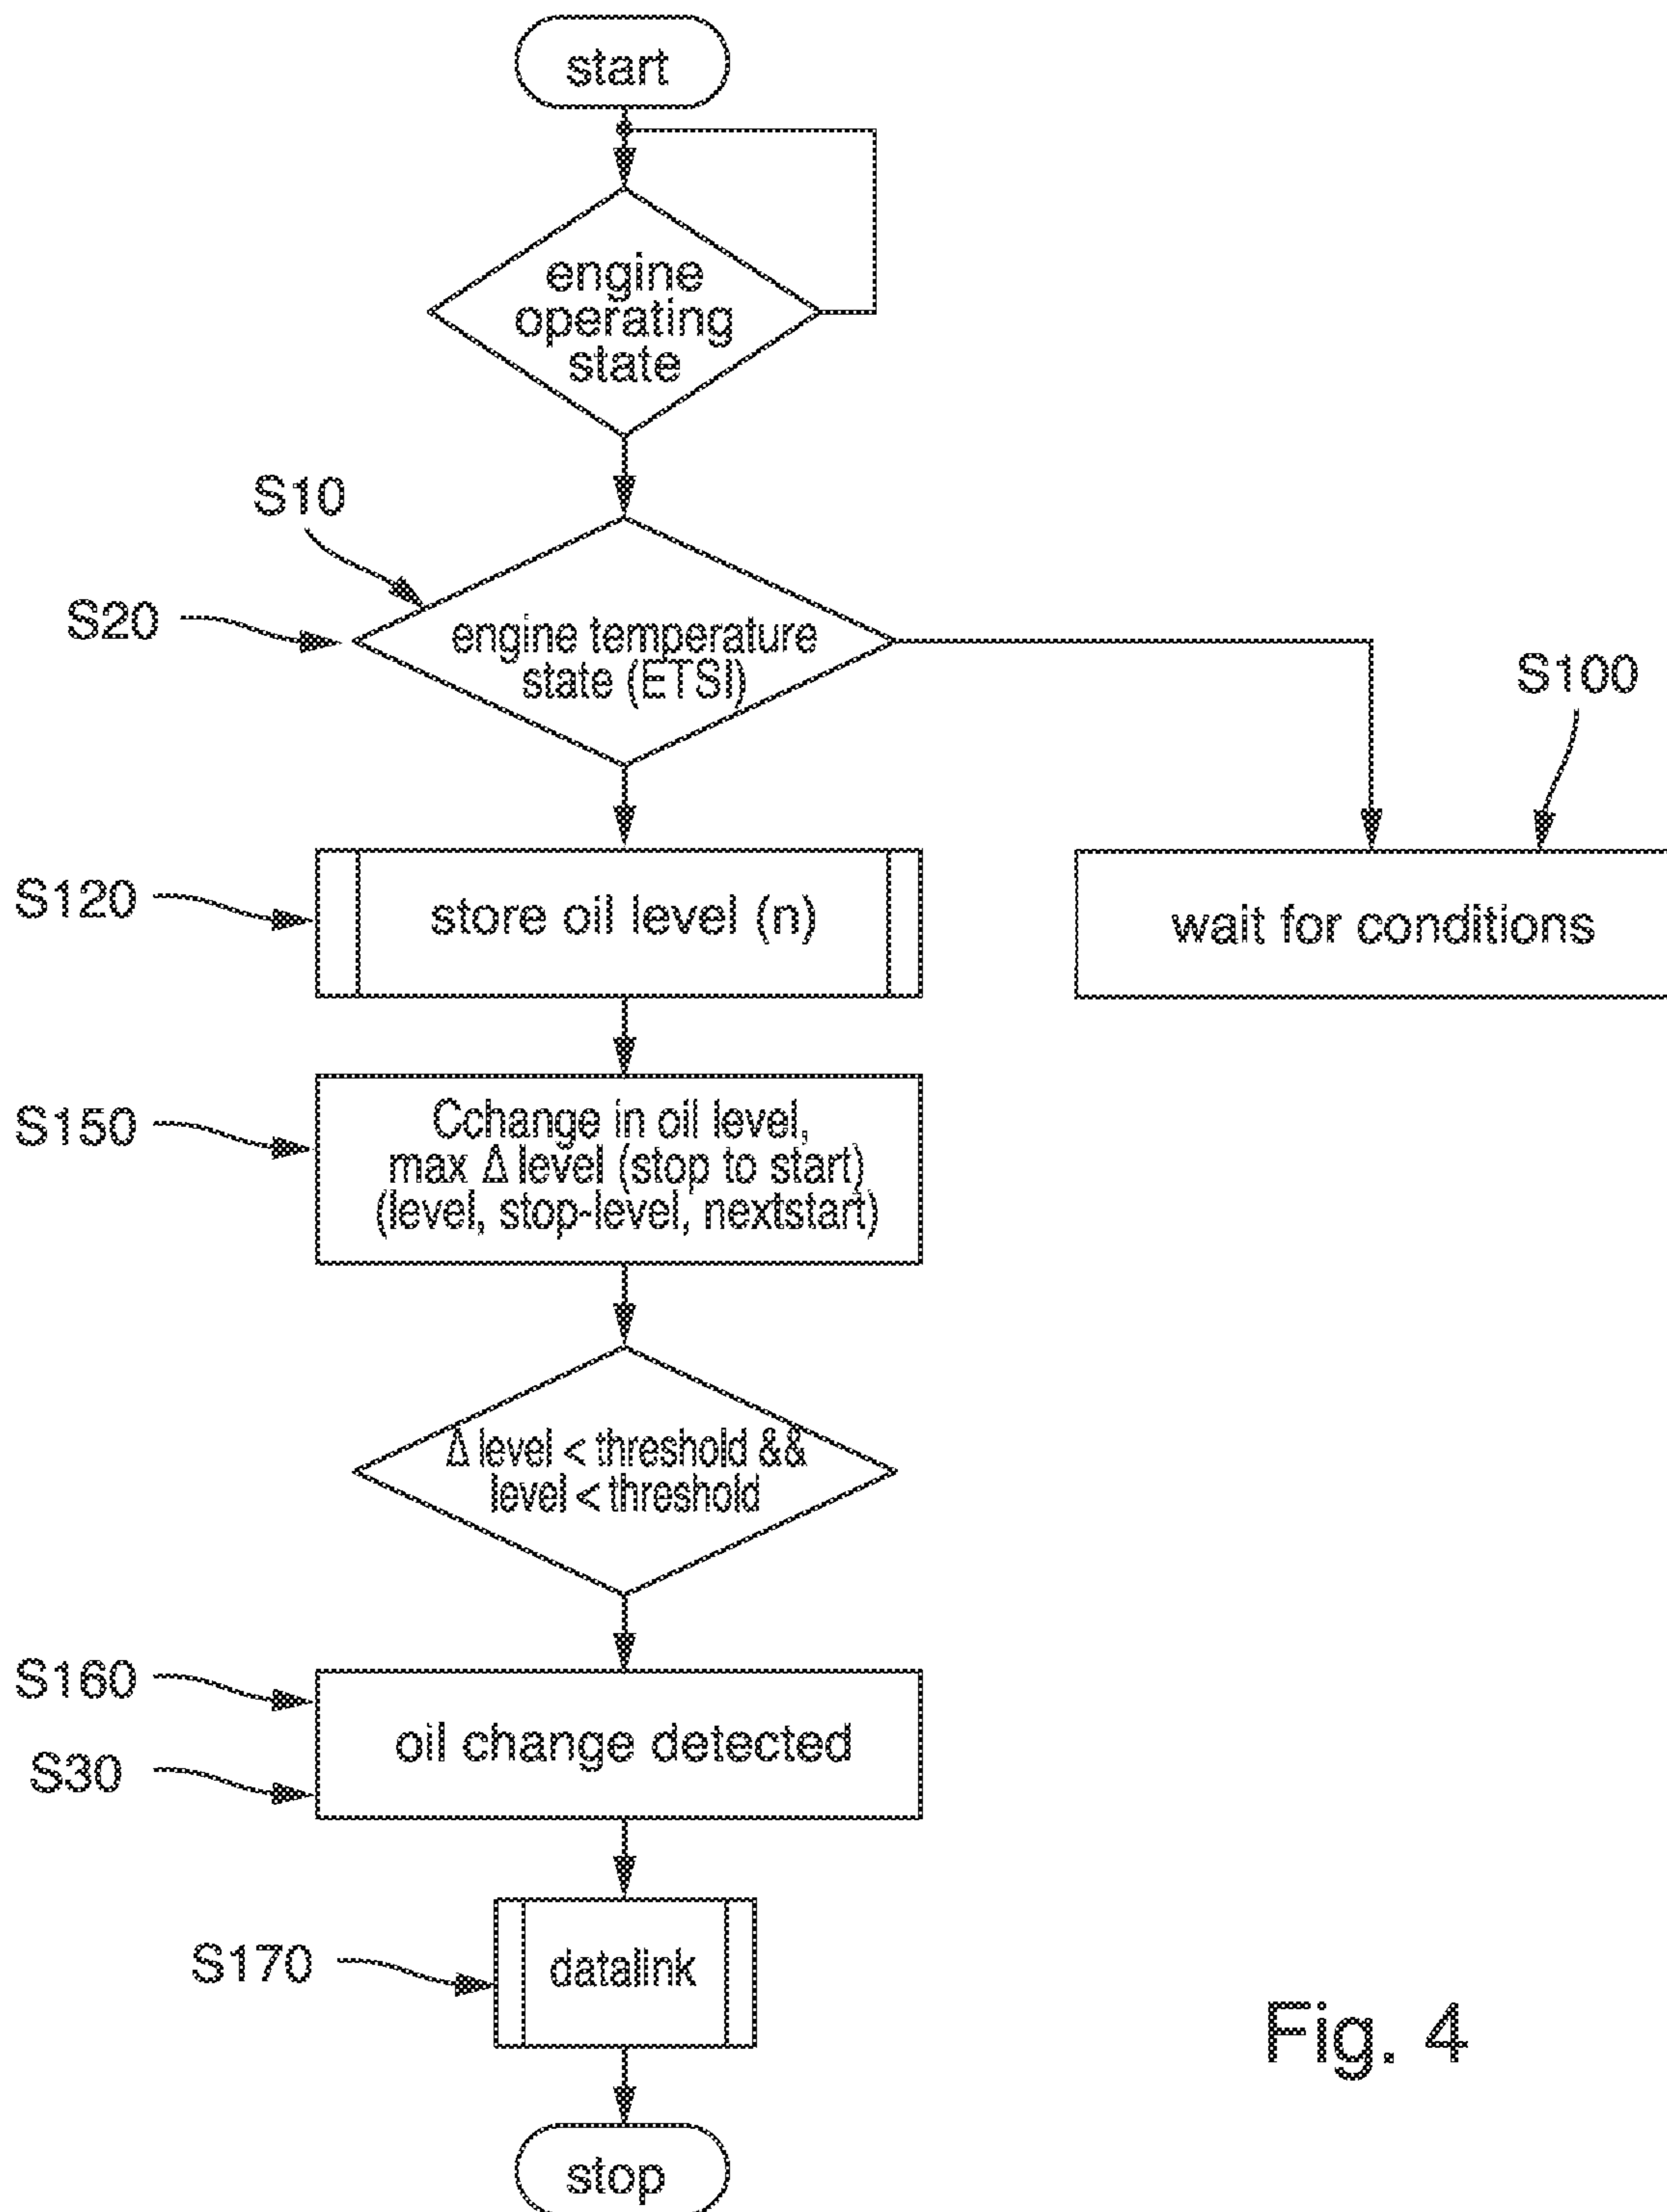 start
engine
operating
state
S10
S20
engine temperature
state (ETSI)
S100
S120
store oil level (n)
wait for conditions
S150
Cchange in oil level,
max Δ level (stop to start)
(level, stop-level, nextstart)
Δ level < threshold &&
level < threshold
S160
oil change detected
S30
S170
datalink
Fig. 4
stop